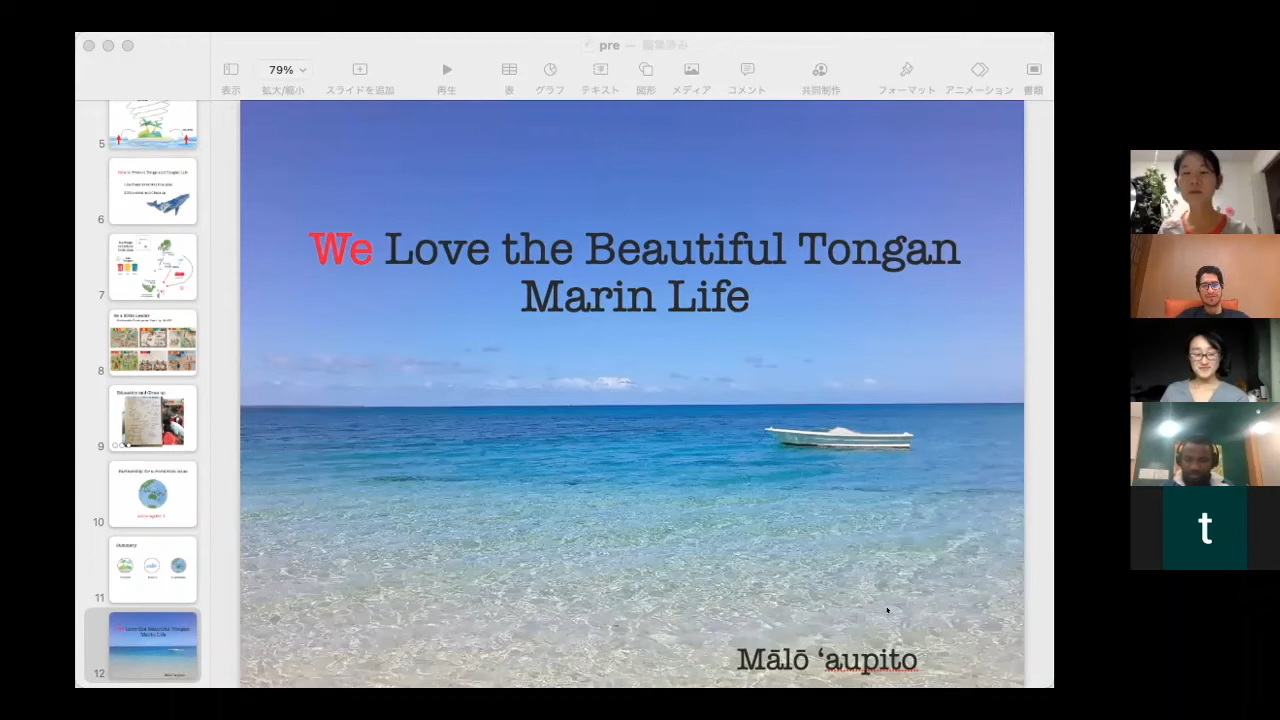 pre — 編集済み
79%
表示
拡大/縮小
スライドを追加
再生
表
グラフ
テキスト
図形
メディア
コメント
共同制作
フォーマット
アニメーション
書類
5
6
7
8
9
10
11
Summary
12
We Love the Beautiful Tongan
Marin Life
Mālō ‘aupito
t